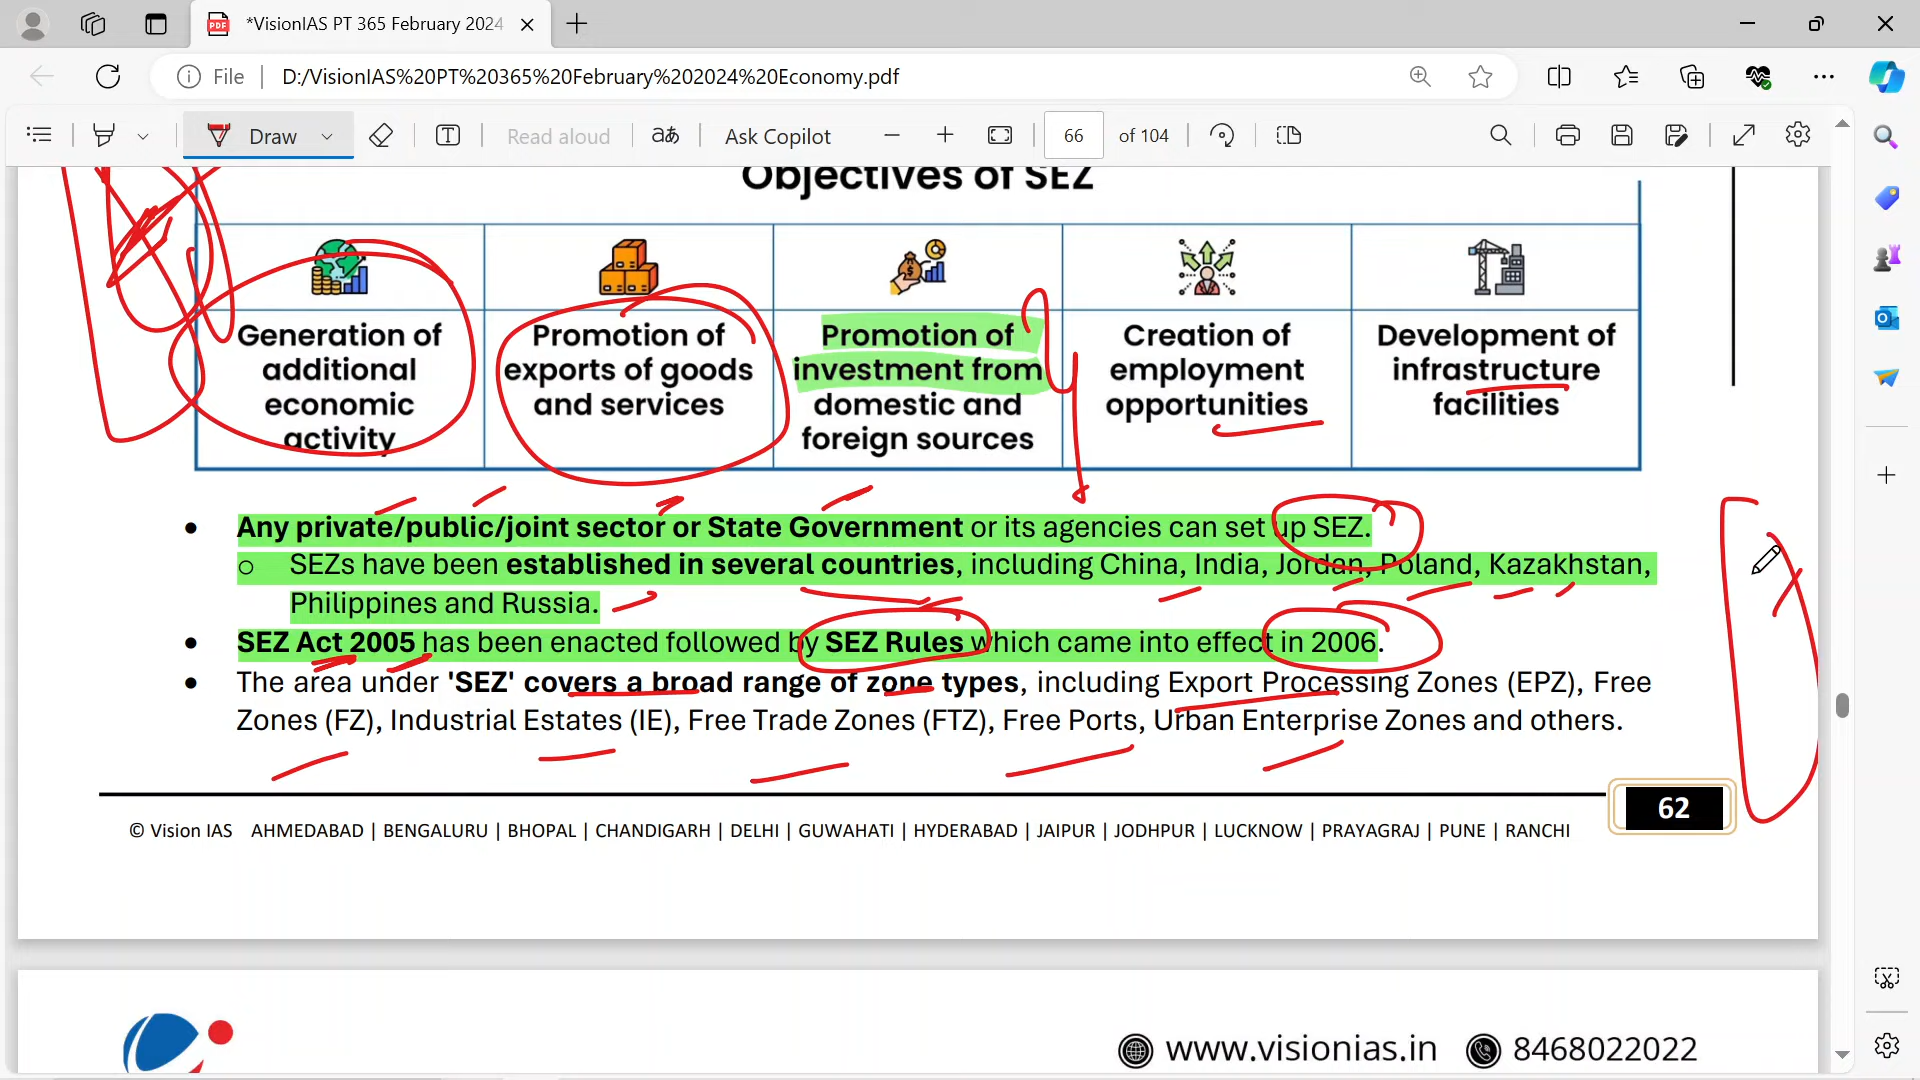 *VisionIAS PT 365 February 2024
File
D:/VisionIAS%20PT%20365%20February%202024%20Economy.pdf
Draw
Read aloud
aあ
Ask Copilot
66
of 104
Objectives of SEZ
Generation of
additional
economic
activity
Promotion of
exports of goods
and services
Promotion of
investment from
domestic and
foreign sources
Creation of
employment
opportunities
Development of
infrastructure
facilities
• Any private/public/joint sector or State Government or its agencies can set up SEZ.
o SEZs have been established in several countries, including China, India, Jordan, Poland, Kazakhstan,
Philippines and Russia.
• SEZ Act 2005 has been enacted followed by SEZ Rules which came into effect in 2006.
• The area under 'SEZ' covers a broad range of zone types, including Export Processing Zones (EPZ), Free
Zones (FZ), Industrial Estates (IE), Free Trade Zones (FTZ), Free Ports, Urban Enterprise Zones and others.
62
© Vision IAS AHMEDABAD | BENGALURU | BHOPAL | CHANDIGARH | DELHI | GUWAHATI | HYDERABAD | JAIPUR | JODHPUR | LUCKNOW | PRAYAGRAJ | PUNE | RANCHI
www.visionias.in
8468022022